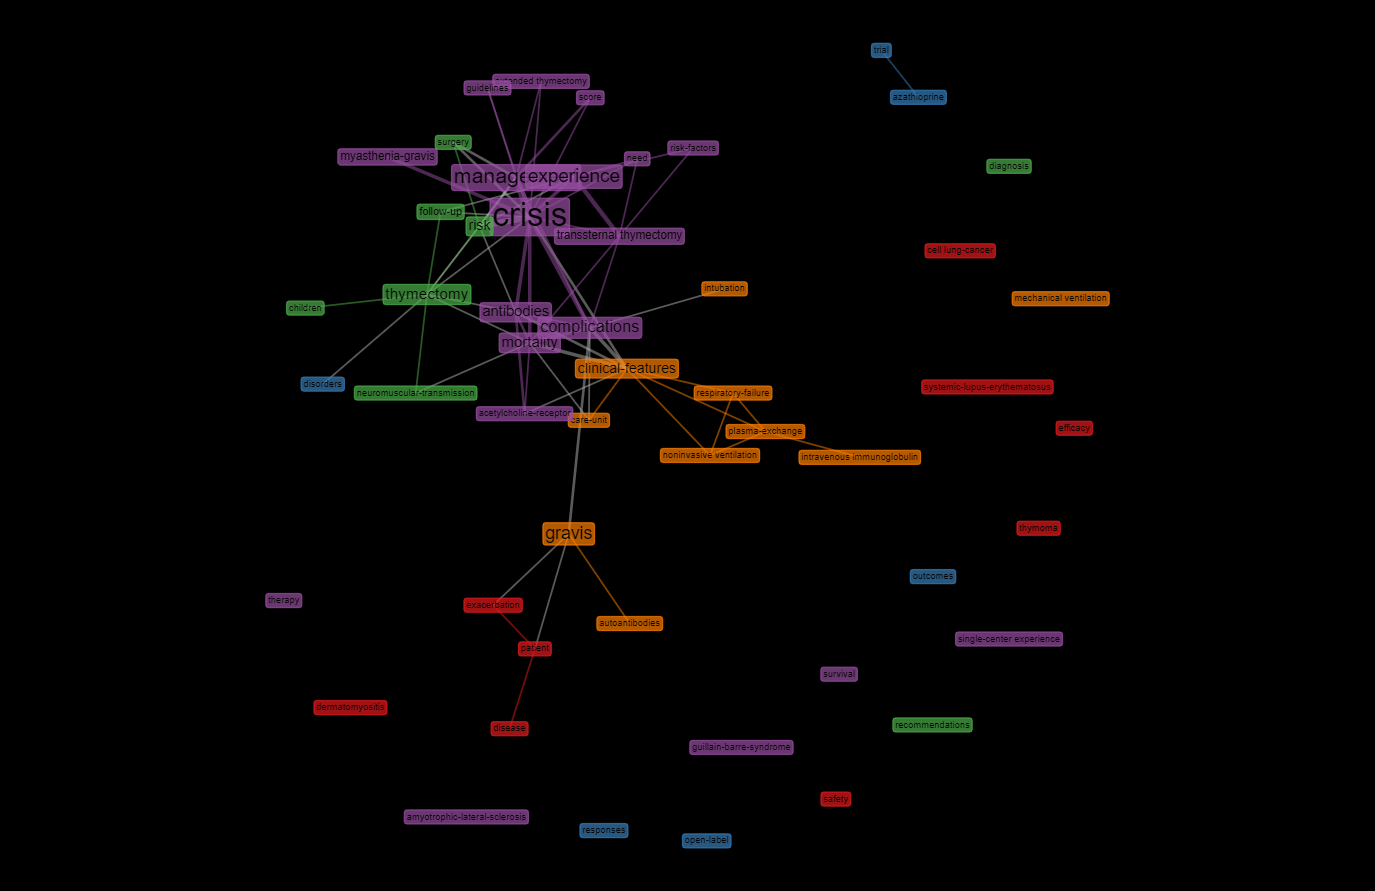 trial
extended thymectomy
guidelines
score
azathioprine
surgery
risk-factors
myasthenia-gravis
need
diagnosis
experience
follow-up
crisis
risk
transsternal thymectomy
cell lung-cancer
intubation
thymectomy
mechanical ventilation
children
antibodies
complications
mortality
clinical-features
disorders
systemic-lupus-erythematosus
neuromuscular-transmission
respiratory-failure
acetylcholine-receptor
care-unit
efficacy
plasma-exchange
noninvasive ventilation
intravenous immunoglobulin
thymoma
gravis
outcomes
therapy
exacerbation
autoantibodies
single-center experience
patient
survival
dermatomyositis
recommendations
disease
guillain-barre-syndrome
safety
amyotrophic-lateral-sclerosis
responses
open-label